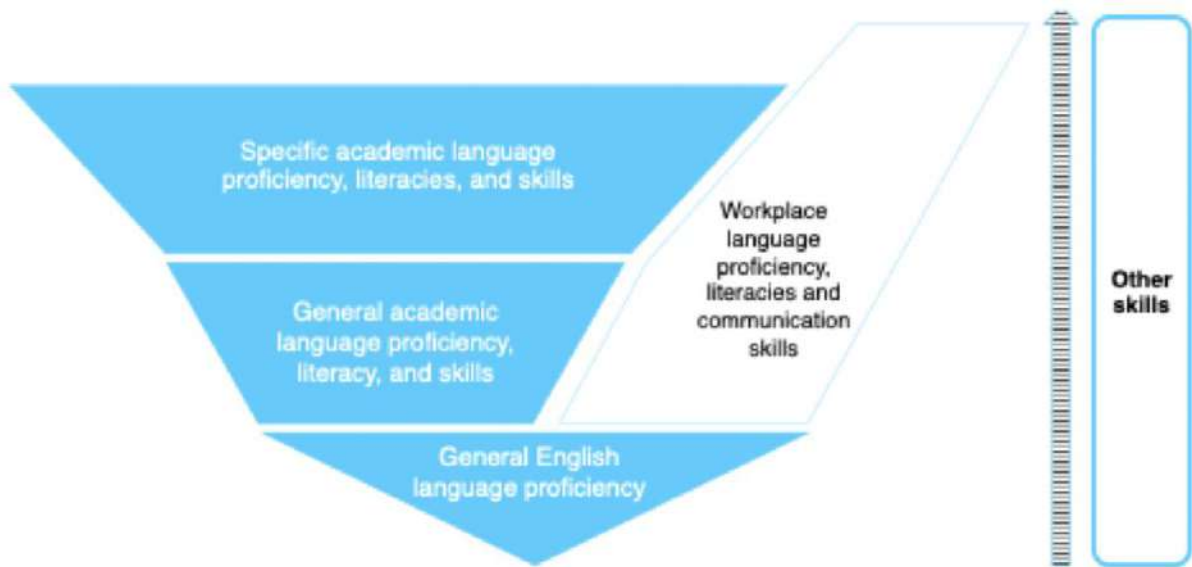 Specific academic language
proficiency, literacies, and skills
General academic
language proficiency,
literacy, and skills
General English
language proficiency
Workplace
language
proficiency,
literacies and
communication
skills
Other
skills